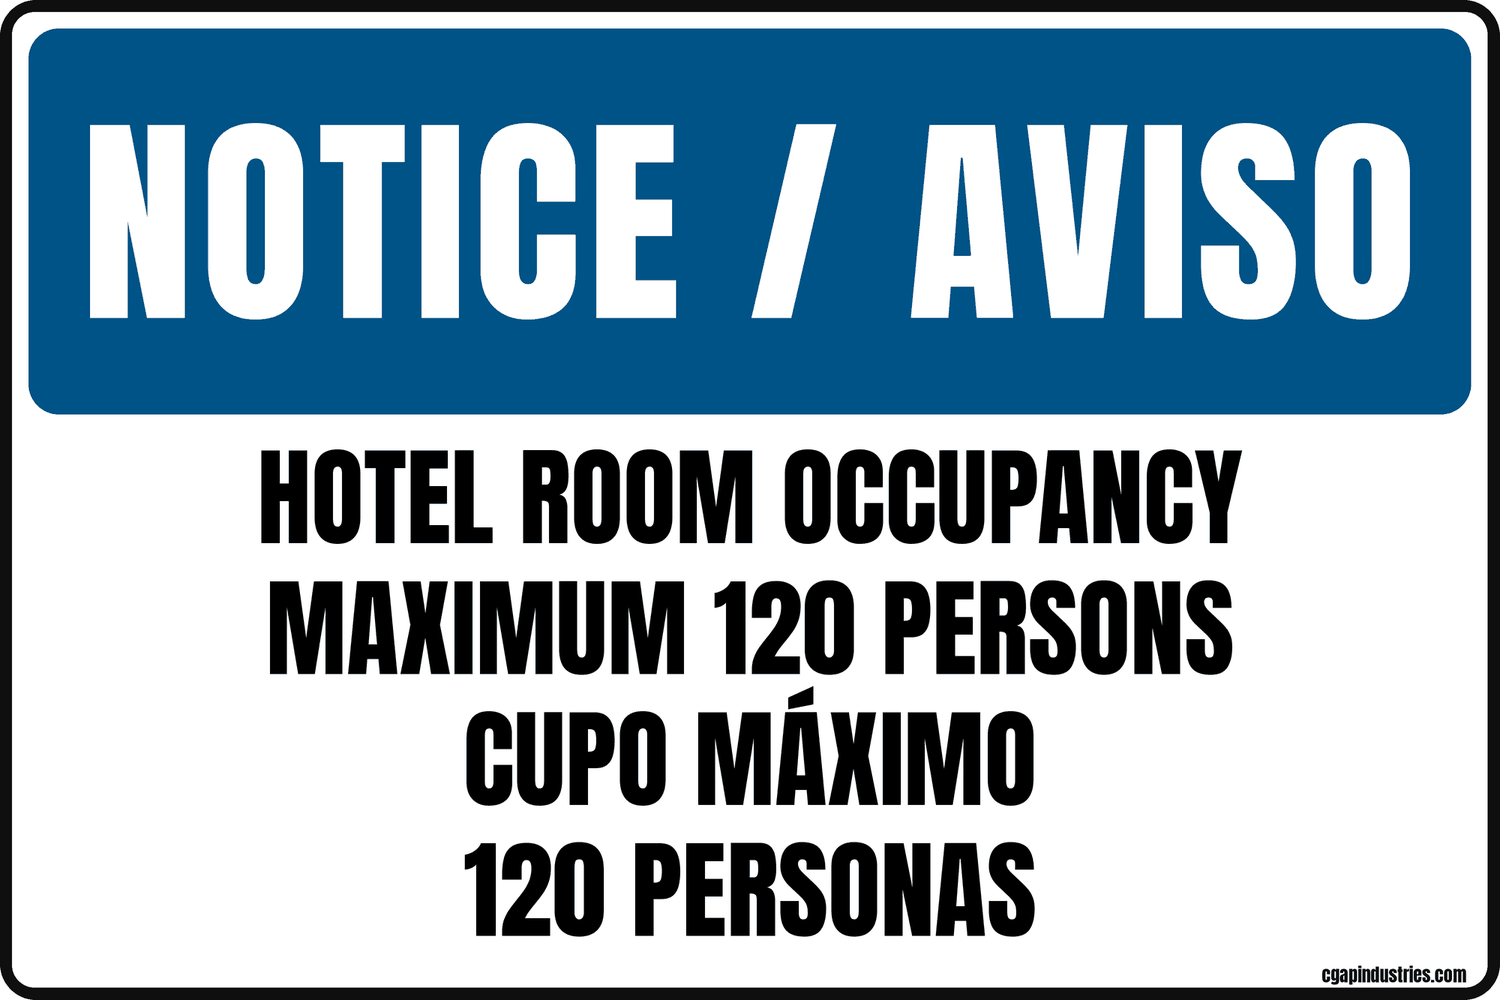 NOTICE / AVISO
HOTEL ROOM OCCUPANCY
MAXIMUM 120 PERSONS
CUPO MÁXIMO
120 PERSONAS
cgapindustries.com